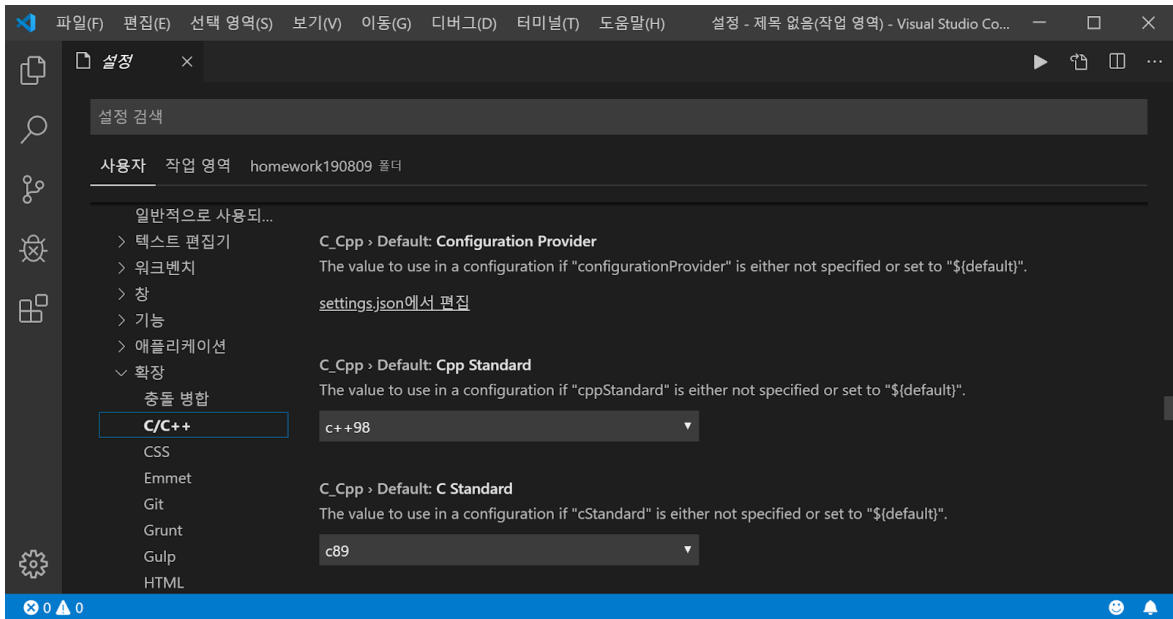 파일(F) 편집(E) 선택 영역(S) 보기(V) 이동(G) 디버그(D) 터미널(T) 도움말(H) 설정 - 제목 없음(작업 영역) - Visual Studio Co...
설정
설정 검색
사용자 작업 영역 homework190809 폴더
일반적으로 사용되...
텍스트 편집기
워크벤치
창
기능
애플리케이션
확장
충돌 병합
C/C++
CSS
Emmet
Git
Grunt
Gulp
HTML
C_Cpp › Default: Configuration Provider
The value to use in a configuration if "configurationProvider" is either not specified or set to "${default}".
settings.json에서 편집
C_Cpp › Default: Cpp Standard
The value to use in a configuration if "cppStandard" is either not specified or set to "${default}".
c++98
C_Cpp › Default: C Standard
The value to use in a configuration if "cStandard" is either not specified or set to "${default}".
c89
0 0